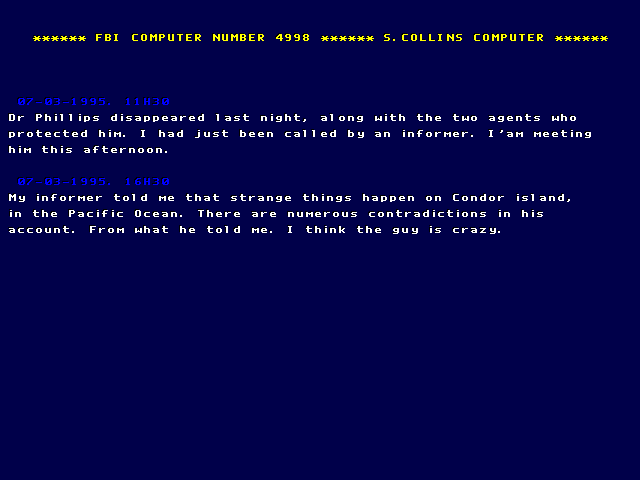 ****** FBI COMPUTER NUMBER 4998 ****** S.COLLINS COMPUTER ******
07-03-1995. 11H30
Dr Phillips disappeared last night, along with the two agents who
protected him. I had just been called by an informer. I'am meeting
him this afternoon.
07-03-1995. 16H30
My informer told me that strange things happen on Condor island,
in the Pacific Ocean. There are numerous contradictions in his
account. From what he told me. I think the guy is crazy.